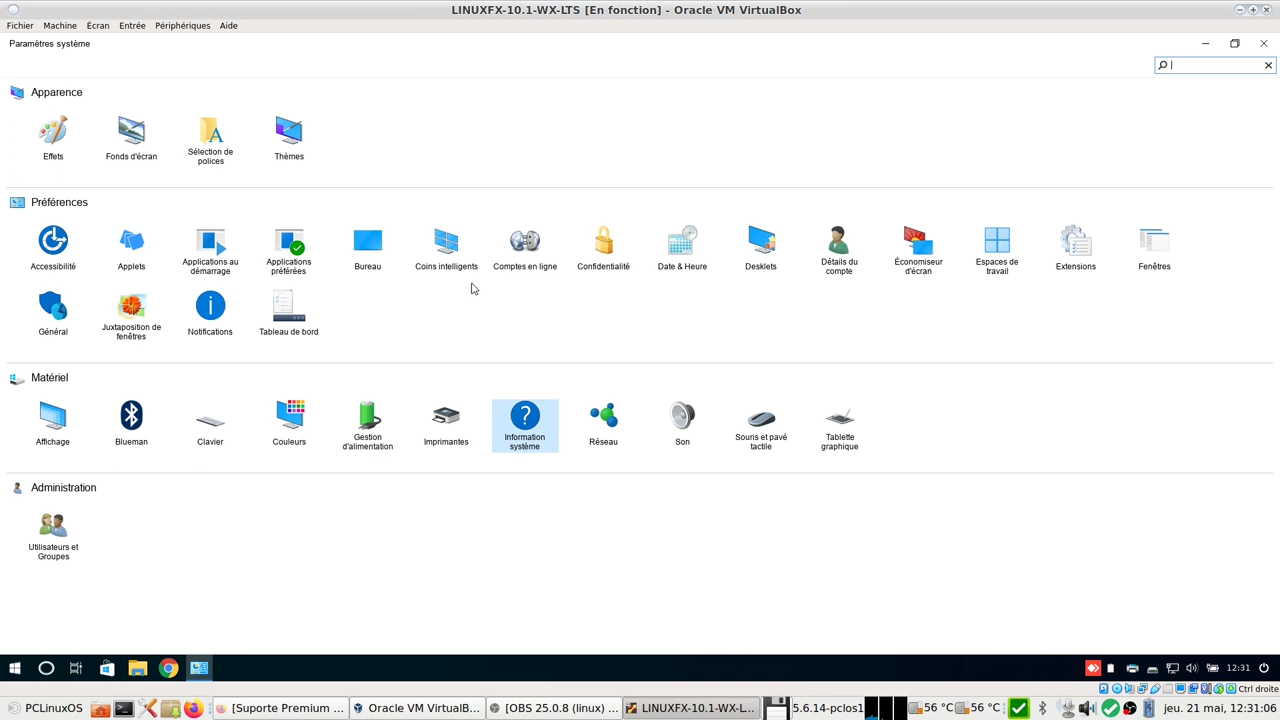 LINUXFX-10.1-WX-LTS [En fonction] - Oracle VM VirtualBox
Fichier Machine Écran Entrée Périphériques Aide
Paramètres système
Apparence
Effets
Fonds d'écran
Sélection de
polices
Thèmes
Préférences
Accessibilité
Applets
Applications au
démarrage
Applications
préférées
Bureau
Coins intelligents
Comptes en ligne
Confidentialité
Date & Heure
Desklets
Détails du
compte
Économiseur
d'écran
Espaces de
travail
Extensions
Fenêtres
Général
Juxtaposition de
fenêtres
Notifications
Tableau de bord
Matériel
Affichage
Blueman
Clavier
Couleurs
Gestion
d'alimentation
Imprimantes
Information
système
Réseau
Son
Souris et pavé
tactile
Tablette
graphique
Administration
Utilisateurs et
Groupes
12:31
Ctrl droite
PCLinuxOS [Suporte Premium ... Oracle VM VirtualB... [OBS 25.0.8 (linux) ... LINUXFX-10.1-WX-L... 5.6.14-pclos1 56 °C 56 °C jeu. 21 mai, 12:31:06